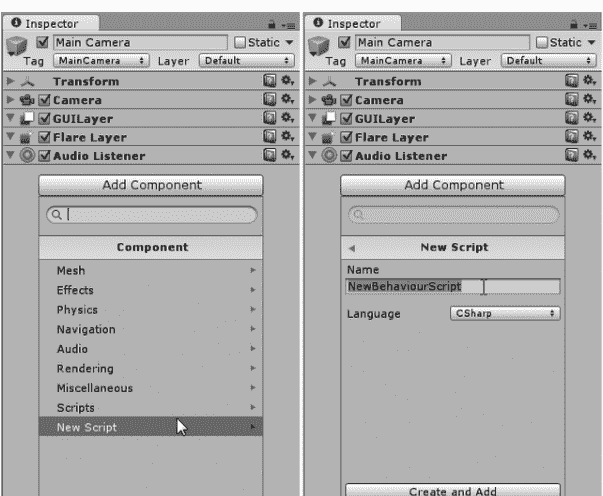 Inspector
Main Camera Static
Tag MainCamera Layer Default
Transform
Camera
GUILayer
Flare Layer
Audio Listener
Add Component
Component
Mesh
Effects
Physics
Navigation
Audio
Rendering
Miscellaneous
Scripts
New Script
Inspector
Main Camera Static
Tag MainCamera Layer Default
Transform
Camera
GUILayer
Flare Layer
Audio Listener
Add Component
New Script
Name
NewBehaviourScript
Language CSharp
Create and Add